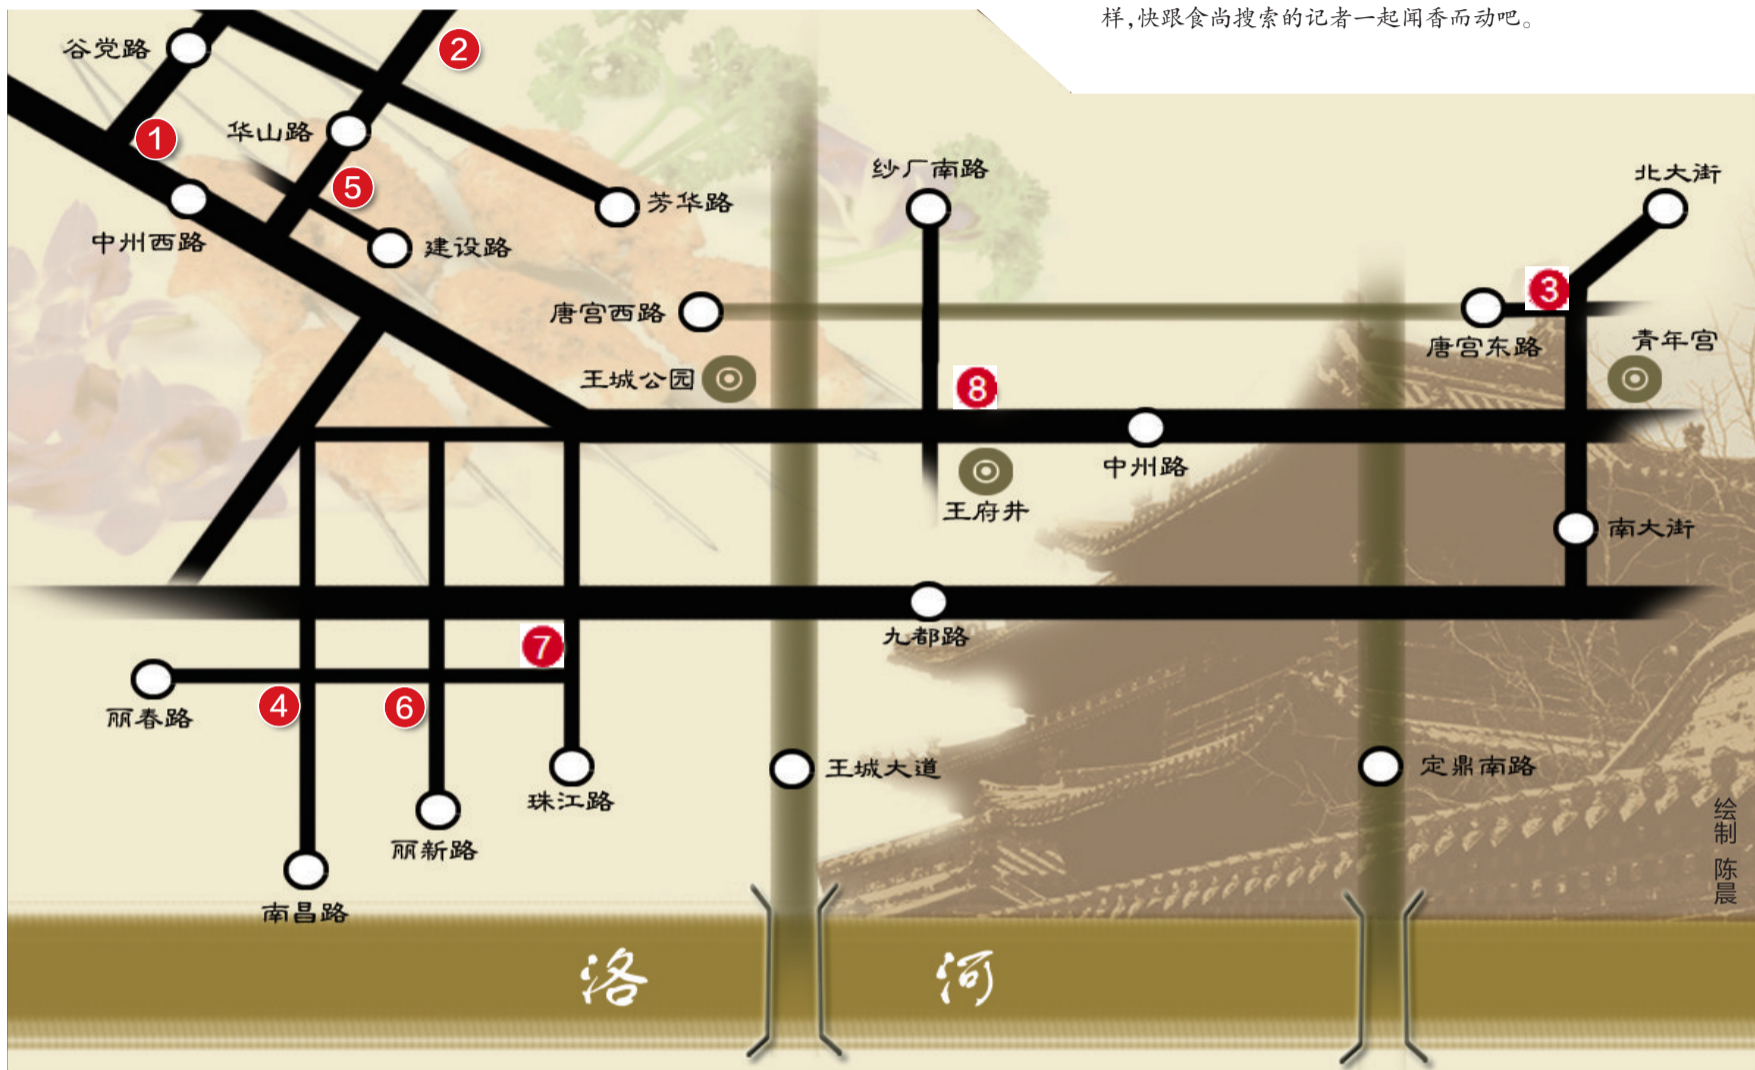 样,快跟食尚搜索的记者一起闻香而动吧。
谷党路
2
1
华山路
5
纱厂南路
北大街
芳华路
中州西路
建设路
3
唐宫西路
唐宫东路
青年宫
王城公园
8
中州路
王府井
南大街
九都路
7
丽春路
4
6
王城大道
定鼎南路
珠江路
丽新路
南昌路
绘制 陈晨
洛河